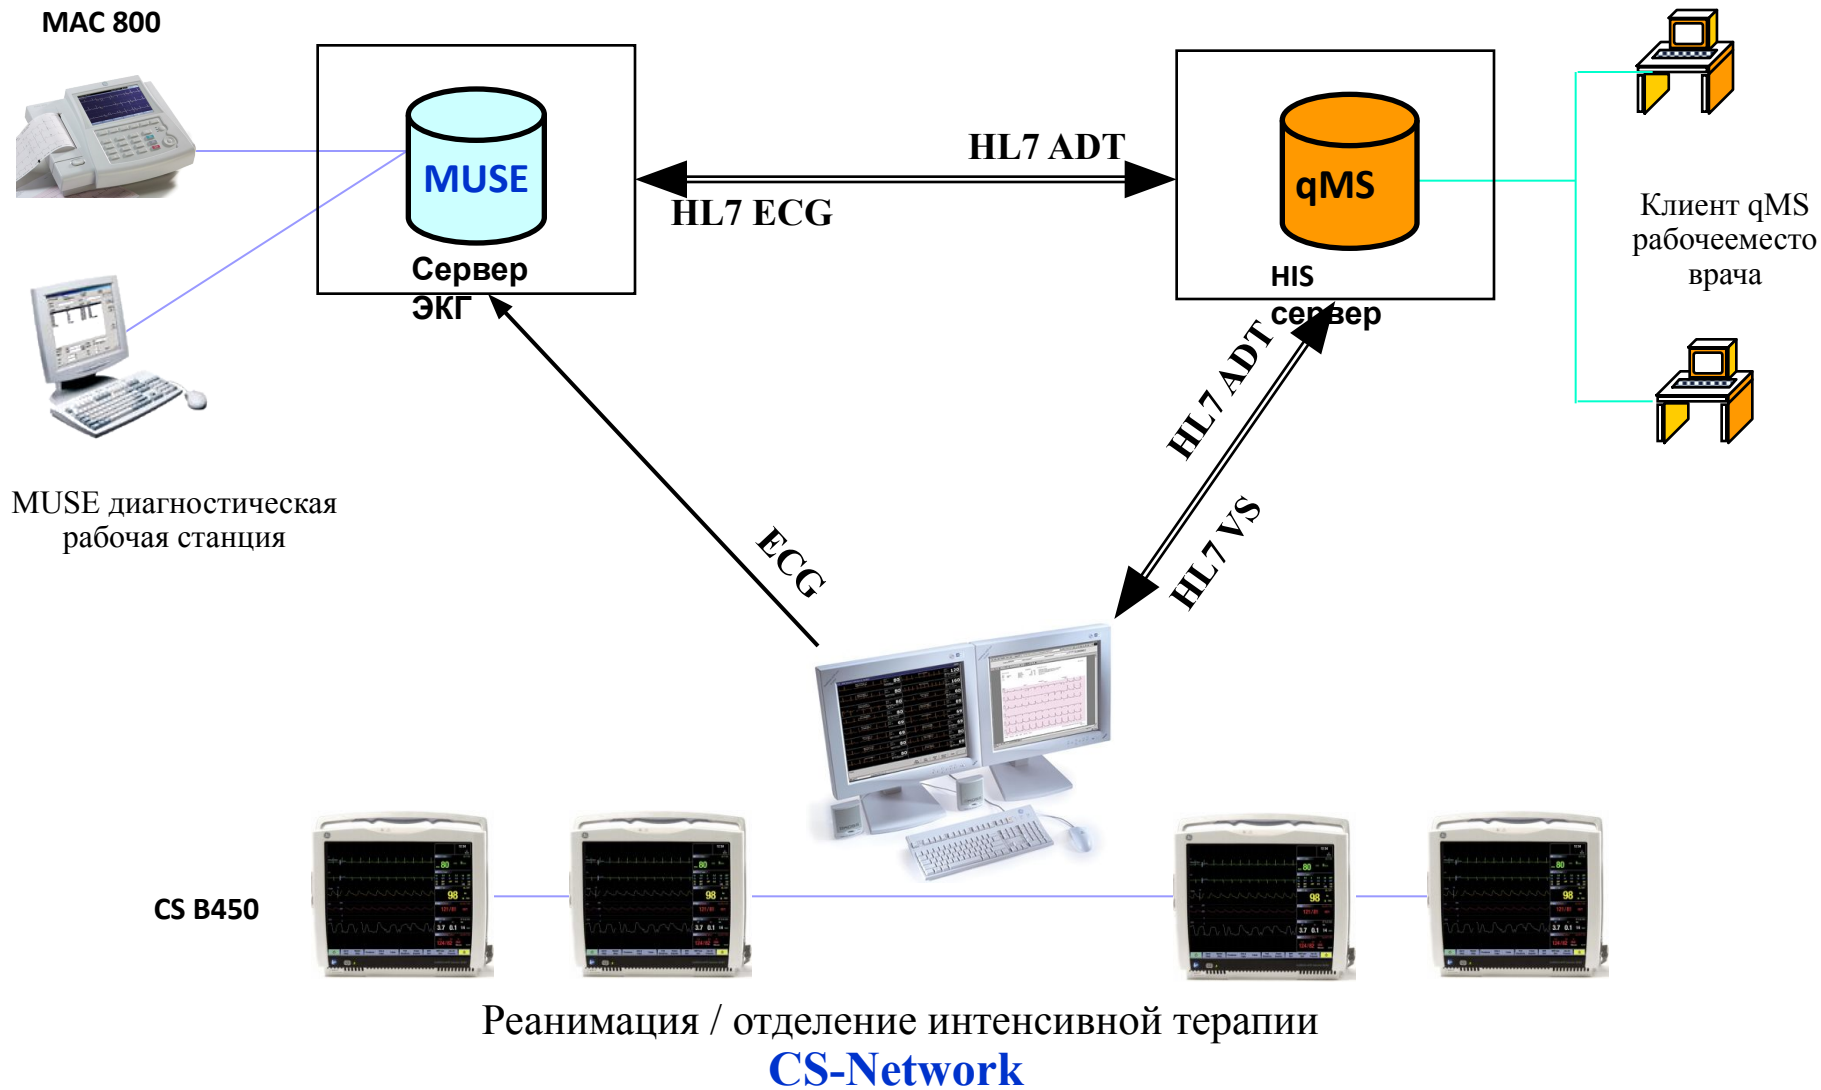 MAC 800
MUSE
Сервер
ЭКГ
HL7 ADT
HL7 ECG
qMS
HIS
сервер
Клиент qMS
рабочееместо
врача
MUSE диагностическая
рабочая станция
ECG
HL7 ADT
HL7 VS
CS B450
Реанимация / отделение интенсивной терапии
CS-Network